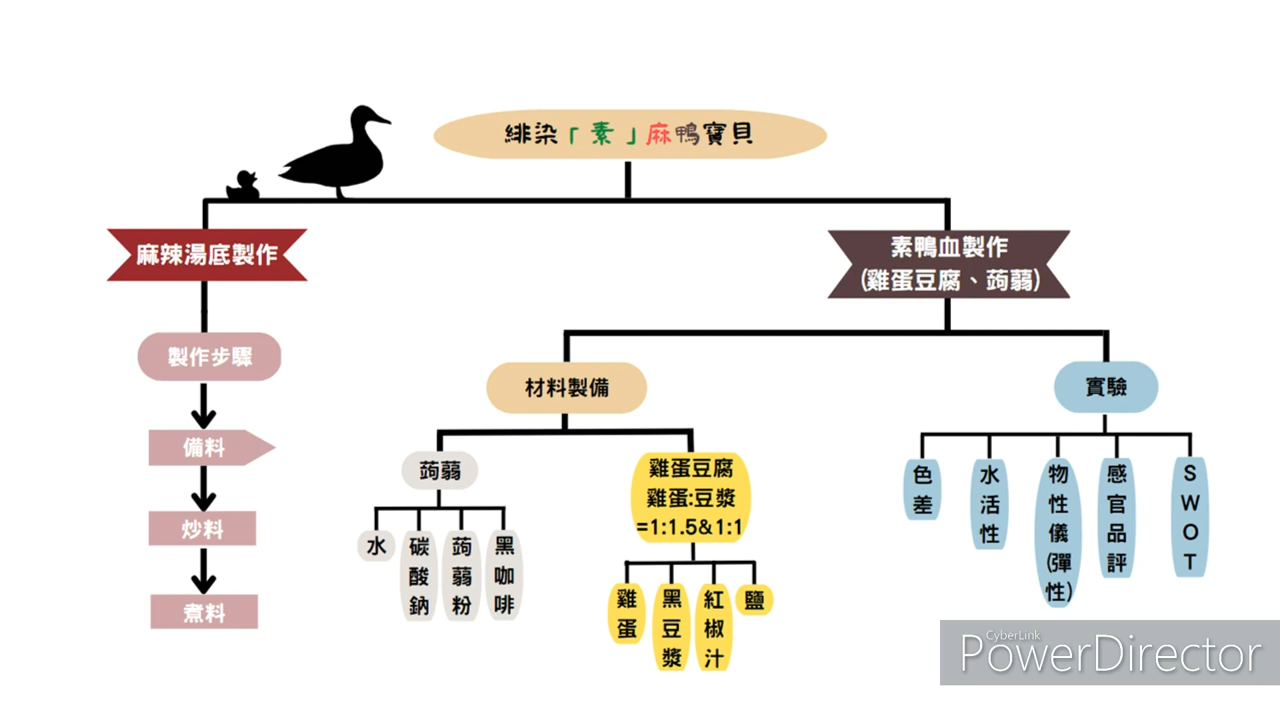 緋染「素」麻鴨寶貝
麻辣湯底製作
製作步驟
備料
炒料
煮料
素鴨血製作
(雞蛋豆腐、蒟蒻)
材料製備
蒟蒻
水
碳酸鈉
蒟蒻粉
黑咖啡
雞蛋豆腐
雞蛋:豆漿
=1:1.5&1:1
雞蛋
黑豆漿
紅椒汁
鹽
實驗
色差
水活性
物性儀(彈性)
感官品評
SWOT
CyberLink
PowerDirector